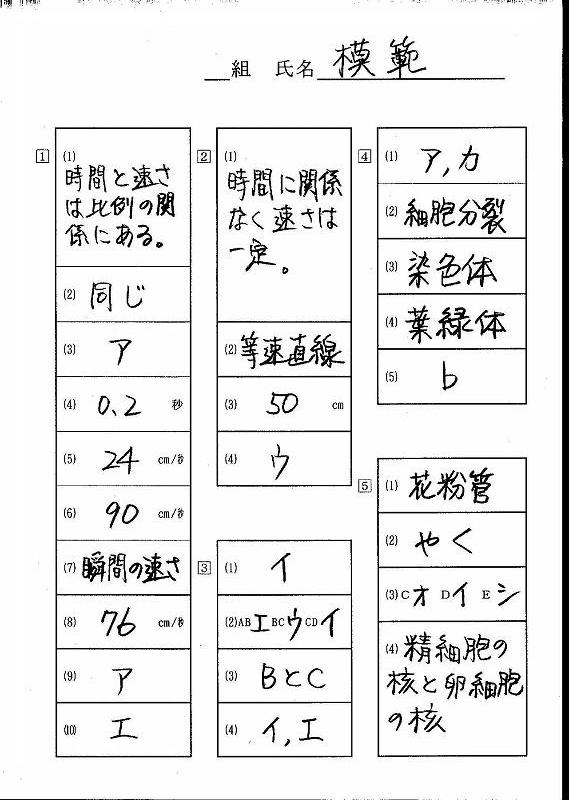 組 氏名 模範
1
(1) 時間と速さ
は比例の関
係にある。
(2) 同じ
(3) ア
(4) 0.2 秒
(5) 24 cm/秒
(6) 90 cm/秒
(7) 瞬間の速さ
(8) 76 cm/秒
(9) ア
(10) エ
2
(1) 時間に関係
なく速さは
一定。
(2) 等速直線
(3) 50 cm
(4) ウ
3
(1) イ
(2) AB エ BC ウ CD イ
(3) BとC
(4) イ,エ
4
(1) ア,カ
(2) 細胞分裂
(3) 染色体
(4) 葉緑体
(5) b
5
(1) 花粉管
(2) やく
(3) C オ D イ E シ
(4) 精細胞の
核と卵細胞
の核